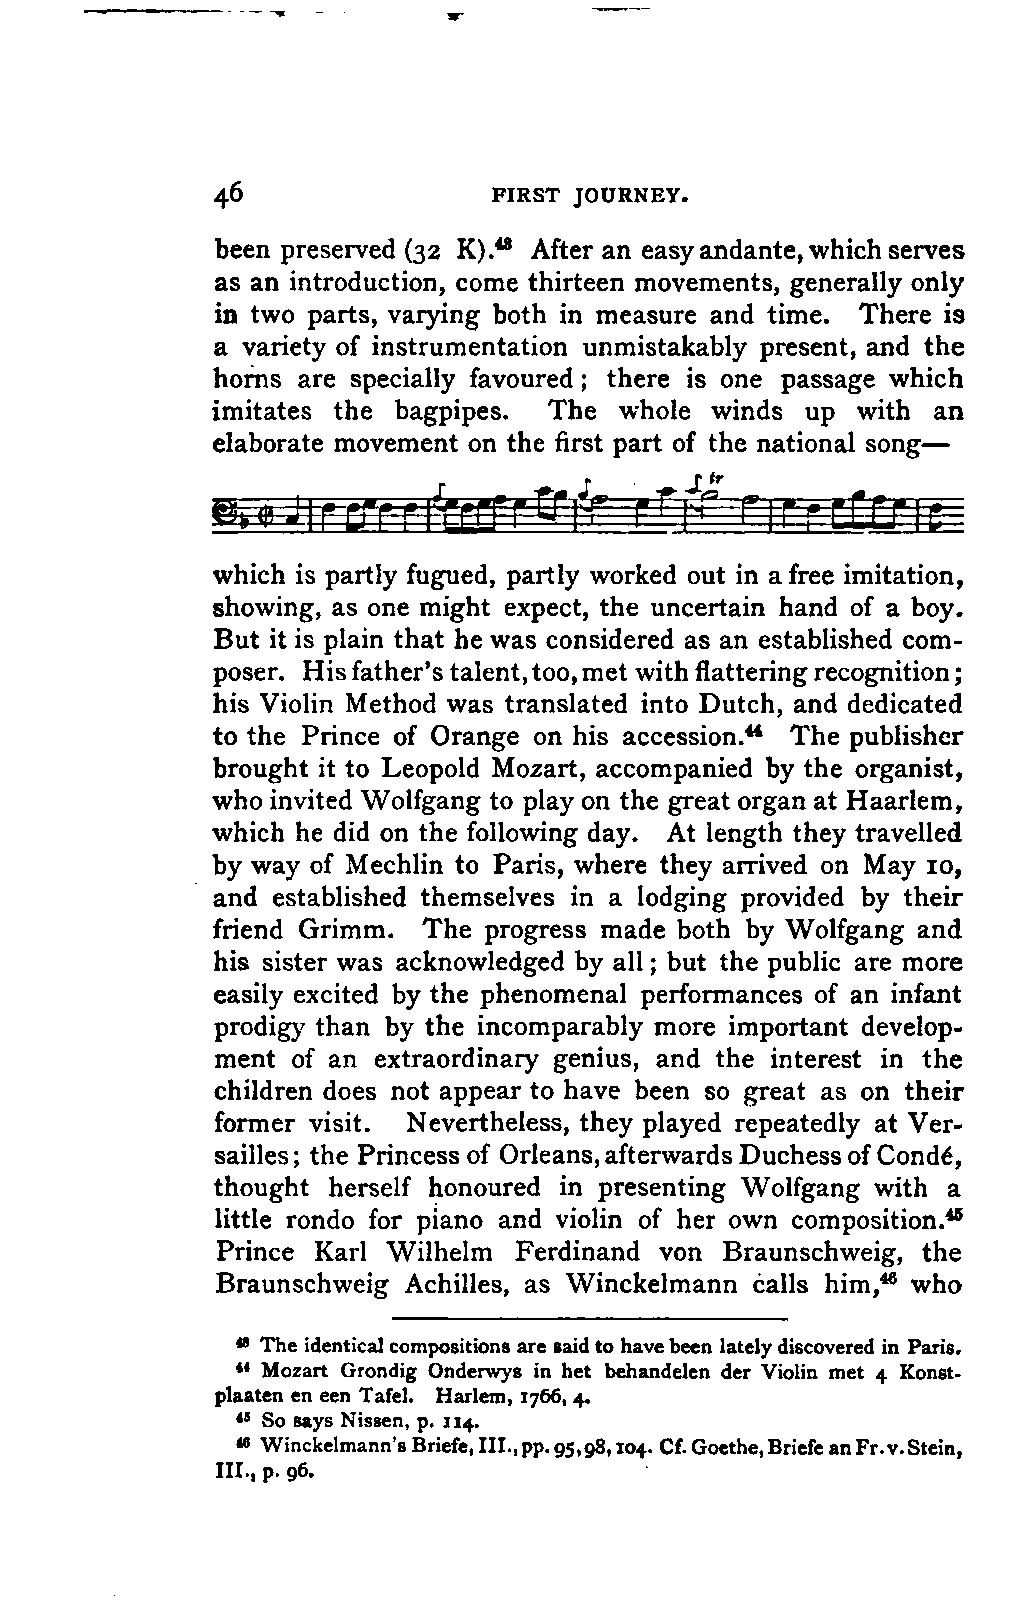 46 FIRST JOURNEY.
been preserved (32 K).⁴³ After an easy andante, which serves
as an introduction, come thirteen movements, generally only
in two parts, varying both in measure and time. There is
a variety of instrumentation unmistakably present, and the
horns are specially favoured; there is one passage which
imitates the bagpipes. The whole winds up with an
elaborate movement on the first part of the national song—
tr
which is partly fugued, partly worked out in a free imitation,
showing, as one might expect, the uncertain hand of a boy.
But it is plain that he was considered as an established com-
poser. His father's talent, too, met with flattering recognition;
his Violin Method was translated into Dutch, and dedicated
to the Prince of Orange on his accession.⁴⁴ The publisher
brought it to Leopold Mozart, accompanied by the organist,
who invited Wolfgang to play on the great organ at Haarlem,
which he did on the following day. At length they travelled
by way of Mechlin to Paris, where they arrived on May 10,
and established themselves in a lodging provided by their
friend Grimm. The progress made both by Wolfgang and
his sister was acknowledged by all; but the public are more
easily excited by the phenomenal performances of an infant
prodigy than by the incomparably more important develop-
ment of an extraordinary genius, and the interest in the
children does not appear to have been so great as on their
former visit. Nevertheless, they played repeatedly at Ver-
sailles; the Princess of Orleans, afterwards Duchess of Condé,
thought herself honoured in presenting Wolfgang with a
little rondo for piano and violin of her own composition.⁴⁵
Prince Karl Wilhelm Ferdinand von Braunschweig, the
Braunschweig Achilles, as Winckelmann calls him,⁴⁶ who
⁴³ The identical compositions are said to have been lately discovered in Paris.
⁴⁴ Mozart Grondig Onderwys in het behandelen der Violin met 4 Konst-
plaaten en een Tafel. Harlem, 1766, 4.
⁴⁵ So says Nissen, p. 114.
⁴⁶ Winckelmann's Briefe, III., pp. 95, 98, 104. Cf. Goethe, Briefe an Fr. v. Stein,
III., p. 96.